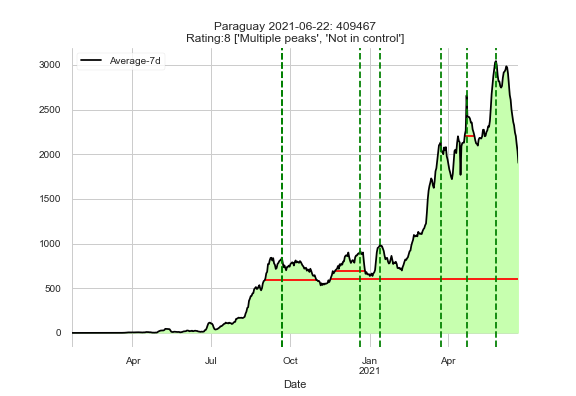 Paraguay 2021-06-22: 409467
Rating:8 ['Multiple peaks', 'Not in control']
Average-7d
3000
2500
2000
1500
1000
500
0
Apr
Jul
Oct
Jan
2021
Apr
Date